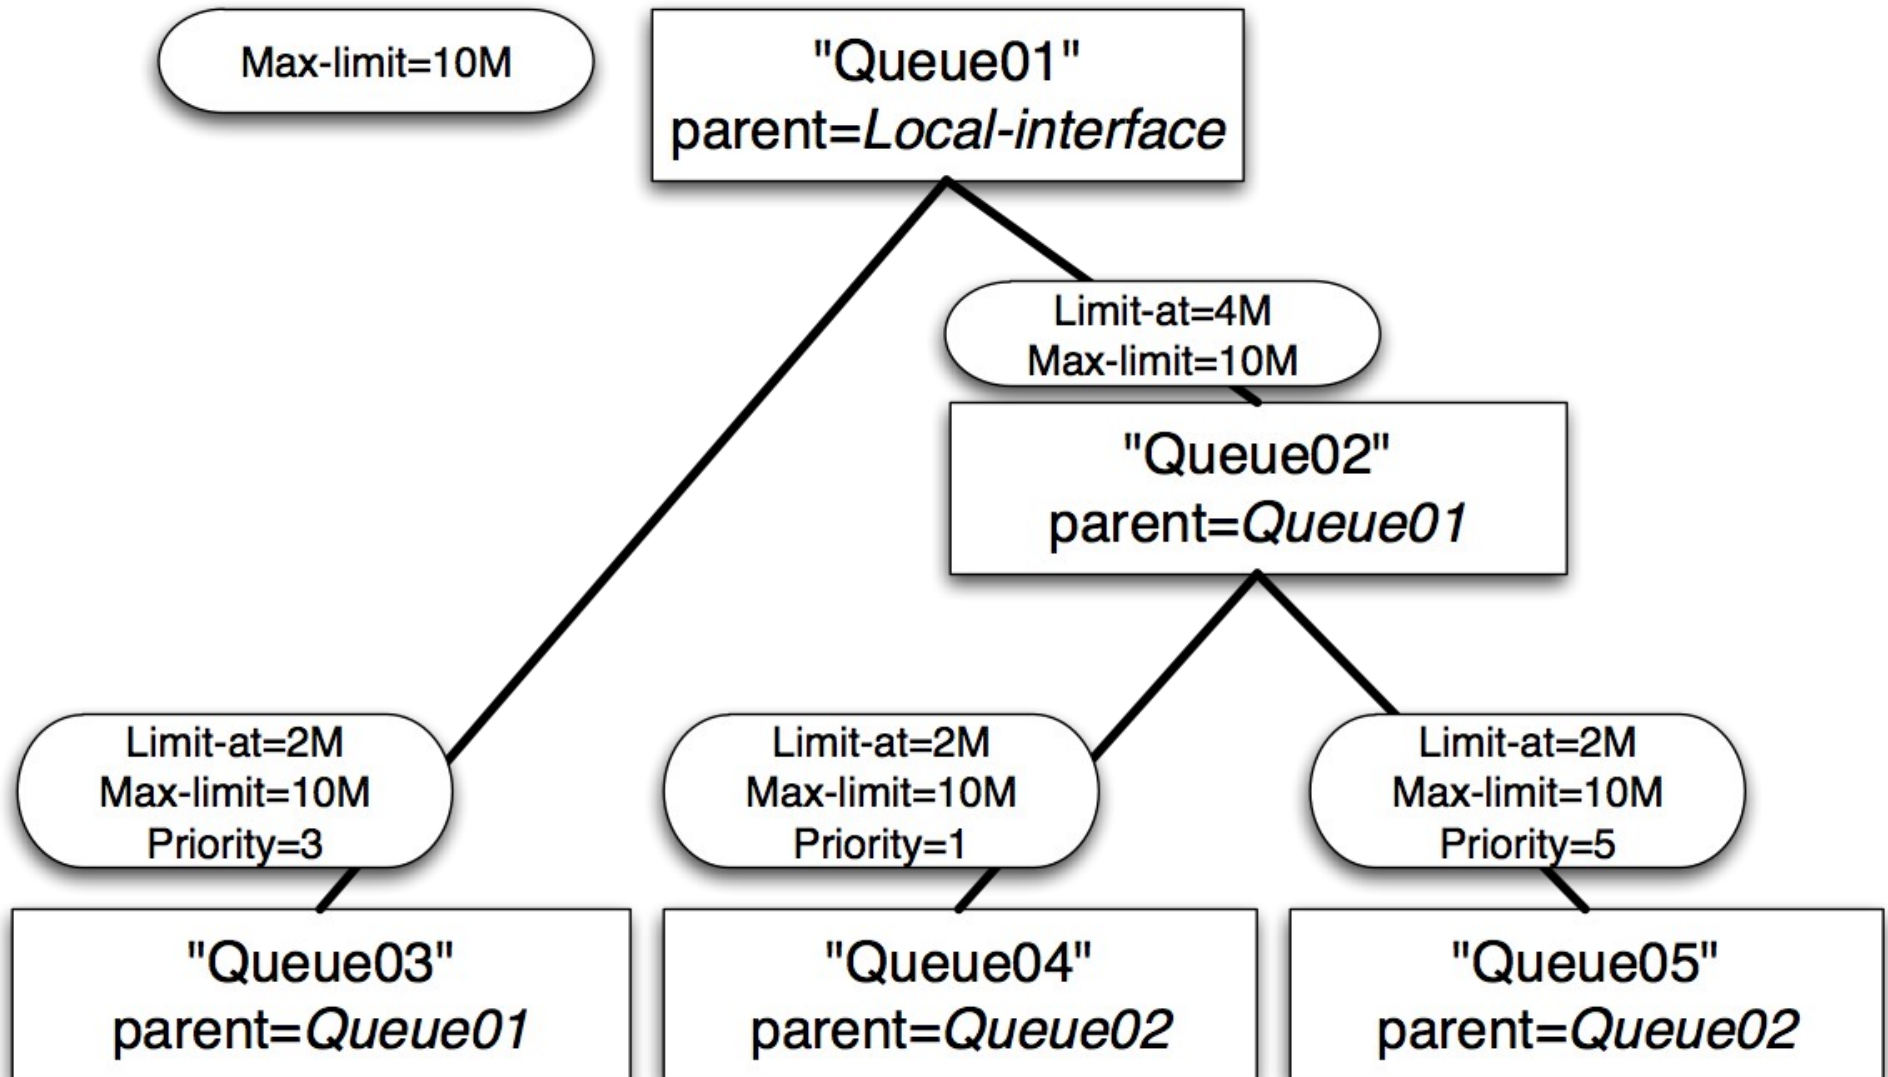 Max-limit=10M
"Queue01"
parent=Local-interface
Limit-at=4M
Max-limit=10M
"Queue02"
parent=Queue01
Limit-at=2M
Max-limit=10M
Priority=3
"Queue03"
parent=Queue01
Limit-at=2M
Max-limit=10M
Priority=1
"Queue04"
parent=Queue02
Limit-at=2M
Max-limit=10M
Priority=5
"Queue05"
parent=Queue02